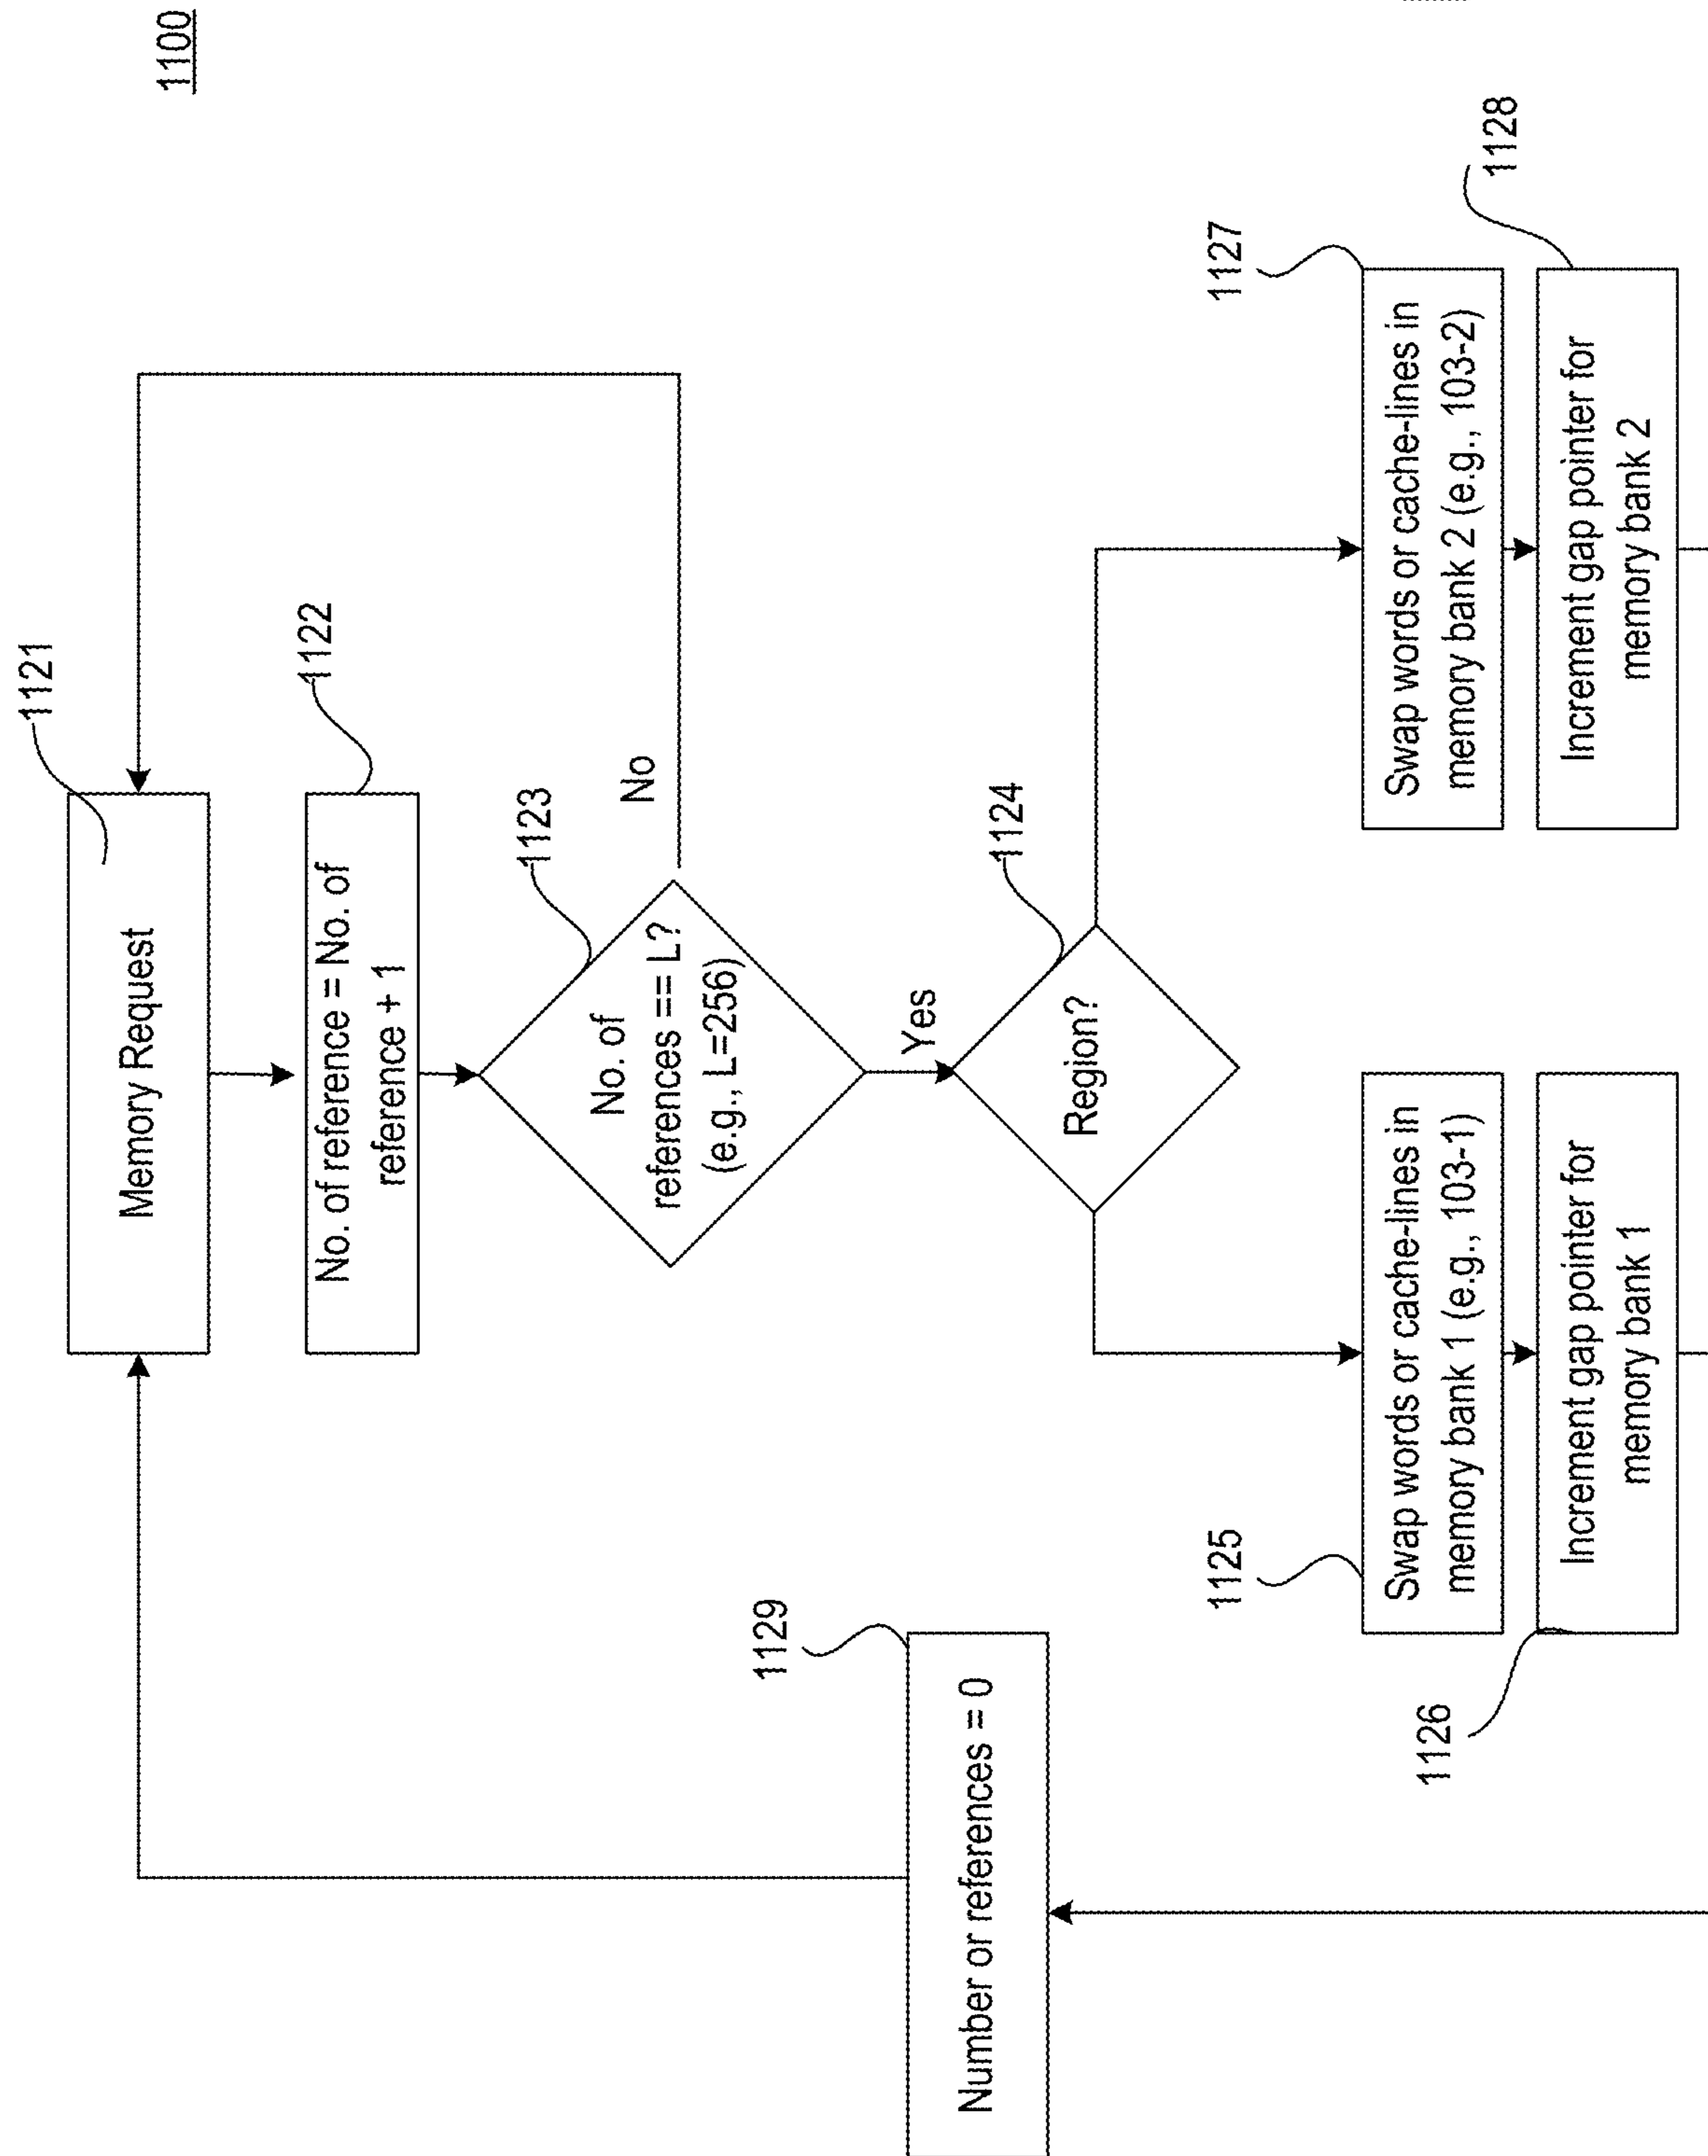 1100
1121
Memory Request
1122
No. of reference = No. of
reference + 1
1123
No. of
references == L?
(e.g., L=256)
No
Yes
1124
Region?
1125
Swap words or cache-lines in
memory bank 1 (e.g., 103-1)
1126
Increment gap pointer for
memory bank 1
1127
Swap words or cache-lines in
memory bank 2 (e.g., 103-2)
1128
Increment gap pointer for
memory bank 2
1129
Number or references = 0